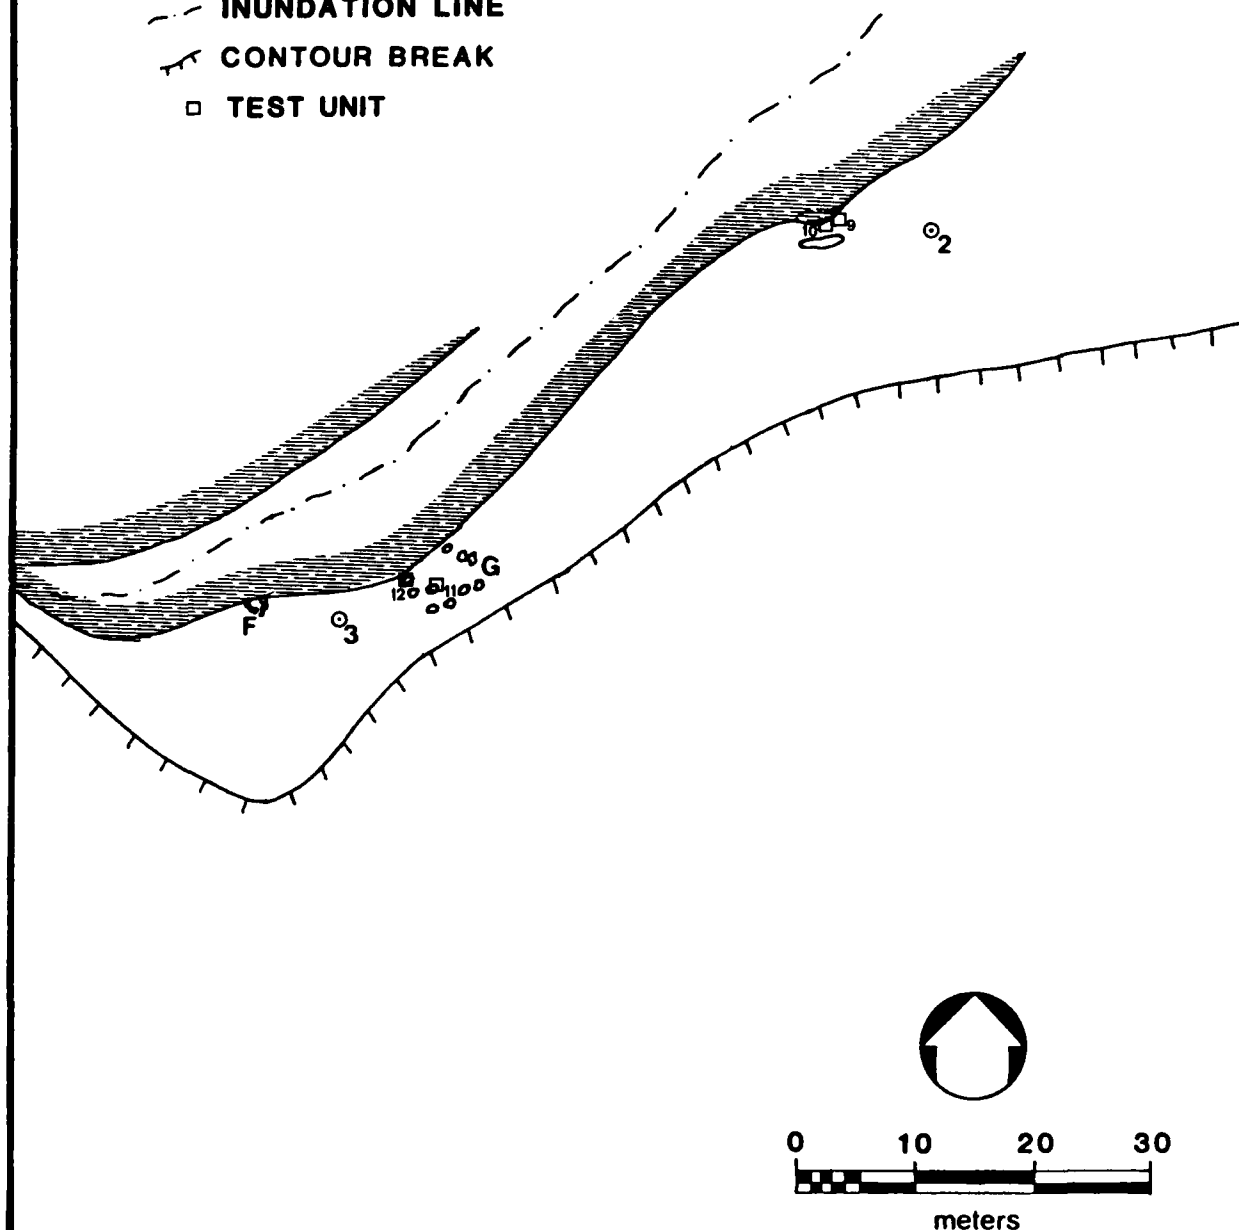 INUNDATION LINE
CONTOUR BREAK
TEST UNIT
10 9
2
G
12 11
F
3
0 10 20 30
meters